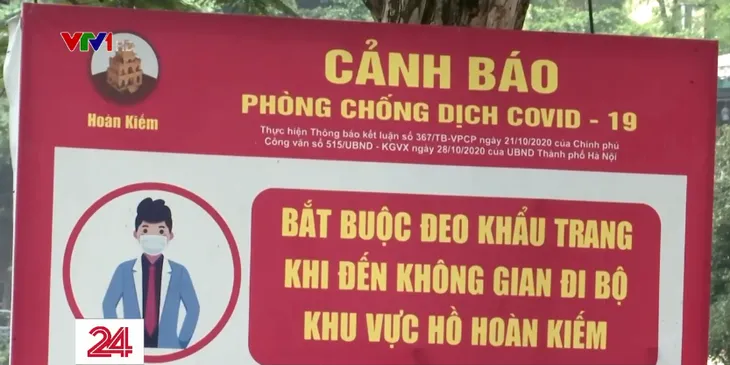 VTV1
Hoàn Kiếm
CẢNH BÁO
PHÒNG CHỐNG DỊCH COVID - 19
Thực hiện Thông báo kết luận số 367/TB-VPCP ngày 21/10/2020 của Chính phủ
Công văn số 515/UBND - KGVX ngày 28/10/2020 của UBND Thành phố Hà Nội
BẮT BUỘC ĐEO KHẨU TRANG
KHI ĐẾN KHÔNG GIAN ĐI BỘ
KHU VỰC HỒ HOÀN KIẾM
24